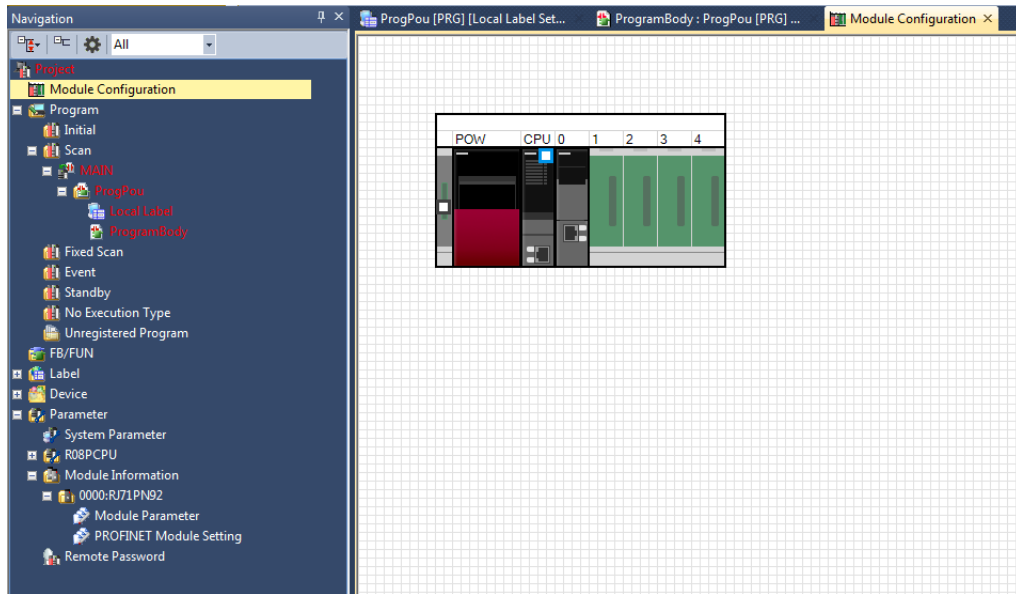 Navigation
ProgPou [PRG] [Local Label Set...
ProgramBody : ProgPou [PRG] ...
Module Configuration
All
Project
Module Configuration
Program
Initial
Scan
MAIN
ProgPou
Local Label
ProgramBody
Fixed Scan
Event
Standby
No Execution Type
Unregistered Program
FB/FUN
Label
Device
Parameter
System Parameter
R08PCPU
Module Information
0000:RJ71PN92
Module Parameter
PROFINET Module Setting
Remote Password
POW CPU 0 1 2 3 4